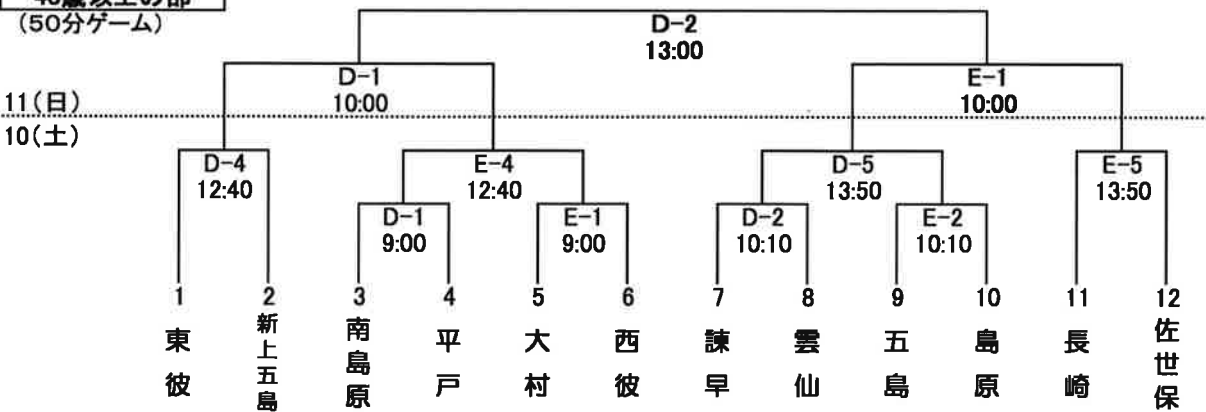 40歳以上の部
(50分ゲーム)
D-2
13:00
D-1
10:00
E-1
10:00
11(日)
10(土)
D-4
12:40
E-4
12:40
D-5
13:50
E-5
13:50
D-1
9:00
E-1
9:00
D-2
10:10
E-2
10:10
1
2
3
4
5
6
7
8
9
10
11
12
東彼
新上五島
南島原
平戸
大村
西彼
諫早
雲仙
五島
島原
長崎
佐世保